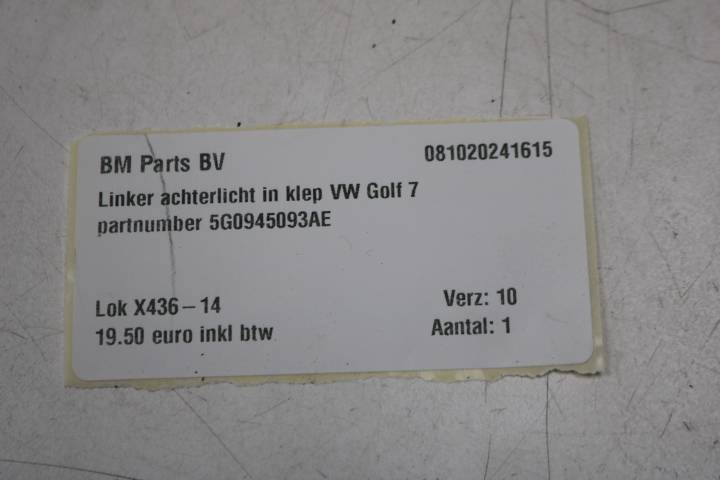 BM Parts BV 081020241615
Linker achterlicht in klep VW Golf 7
partnumber 5G0945093AE
Lok X436-14 Verz: 10
19.50 euro inkl btw Aantal: 1